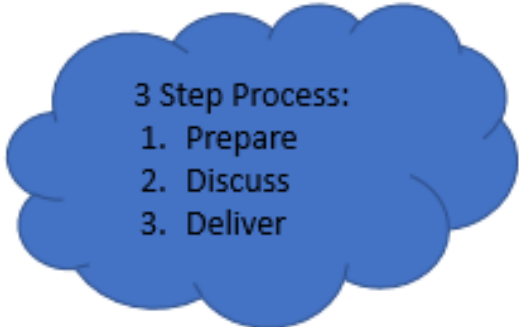 3 Step Process:
1. Prepare
2. Discuss
3. Deliver